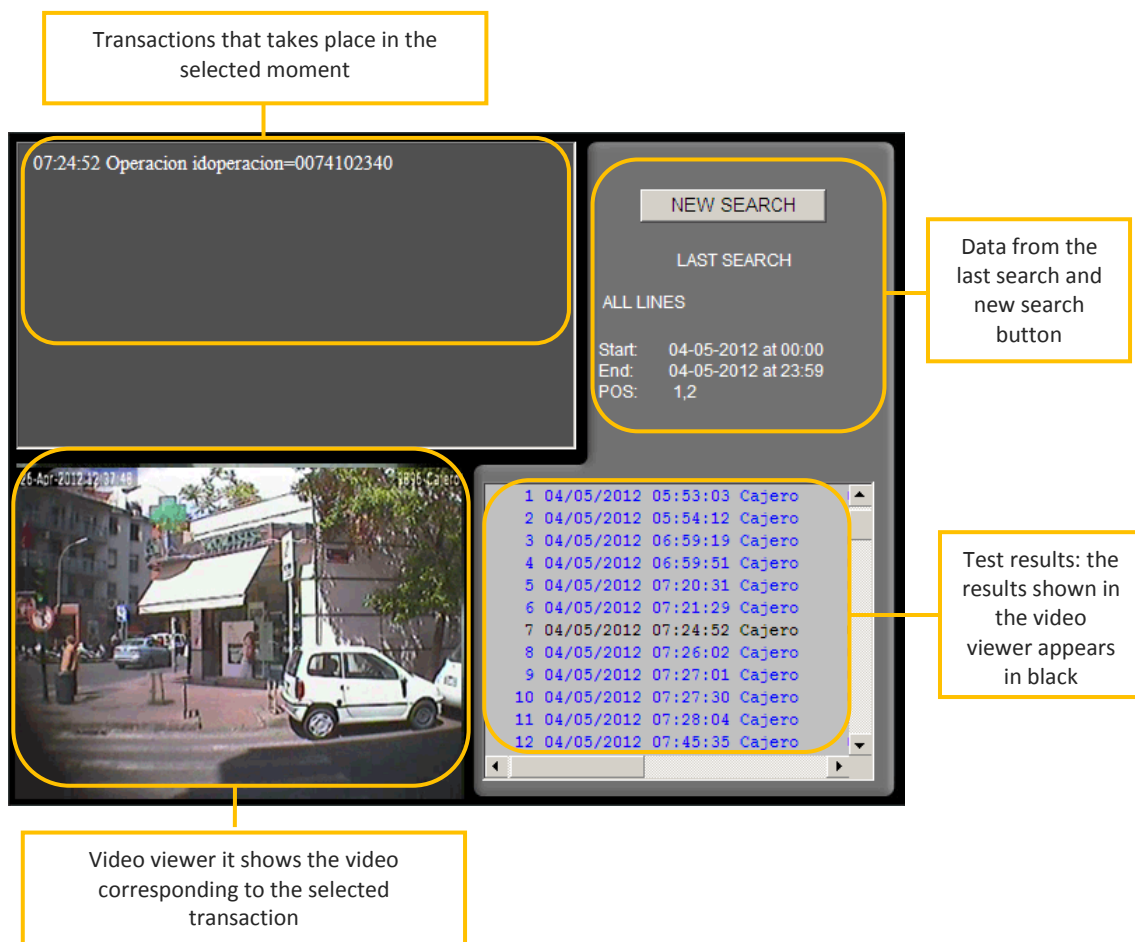 Transactions that takes place in the
selected moment
07:24:52 Operacion idoperacion=0074102340
NEW SEARCH
LAST SEARCH
ALL LINES
Start: 04-05-2012 at 00:00
End: 04-05-2012 at 23:59
POS: 1,2
Data from the
last search and
new search
button
26-Apr-2012 12:37:48
Cajero
1 04/05/2012 05:53:03 Cajero
2 04/05/2012 05:54:12 Cajero
3 04/05/2012 06:59:19 Cajero
4 04/05/2012 06:59:51 Cajero
5 04/05/2012 07:20:31 Cajero
6 04/05/2012 07:21:29 Cajero
7 04/05/2012 07:24:52 Cajero
8 04/05/2012 07:26:02 Cajero
9 04/05/2012 07:27:01 Cajero
10 04/05/2012 07:27:30 Cajero
11 04/05/2012 07:28:04 Cajero
12 04/05/2012 07:45:35 Cajero
Test results: the
results shown in
the video
viewer appears
in black
Video viewer it shows the video
corresponding to the selected
transaction